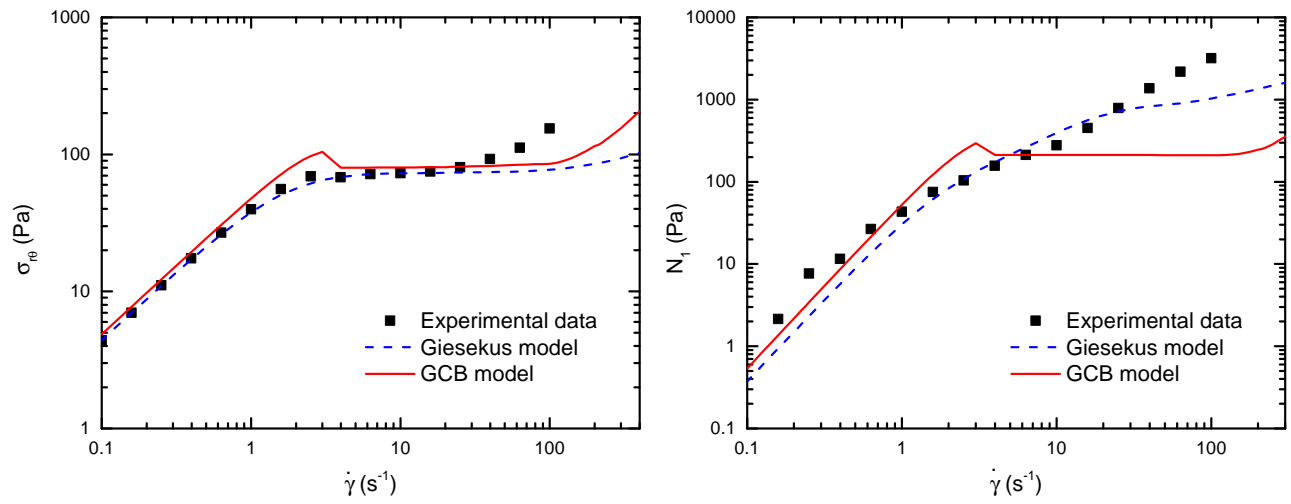 1000
100
10
1
σrθ (Pa)
0.1 1 10 100
γ̇ (s-1)
Experimental data
Giesekus model
GCB model
10000
1000
100
10
1
0.1
N1 (Pa)
0.1 1 10 100
γ̇ (s-1)
Experimental data
Giesekus model
GCB model